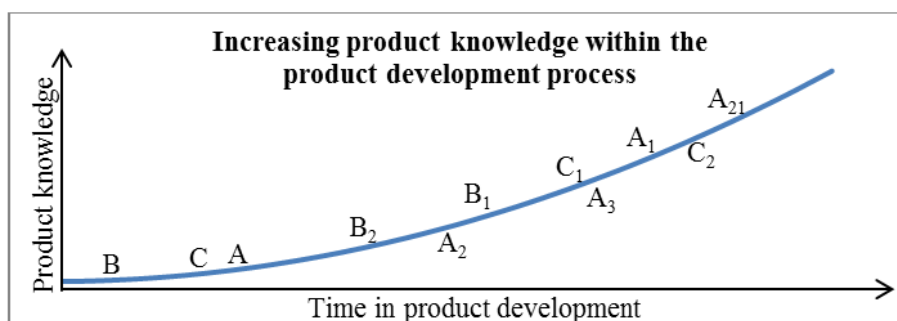 Increasing product knowledge within the
product development process
Product knowledge
B
C
A
B₂
A₂
B₁
C₁
A₃
A₁
C₂
A₂₁
Time in product development